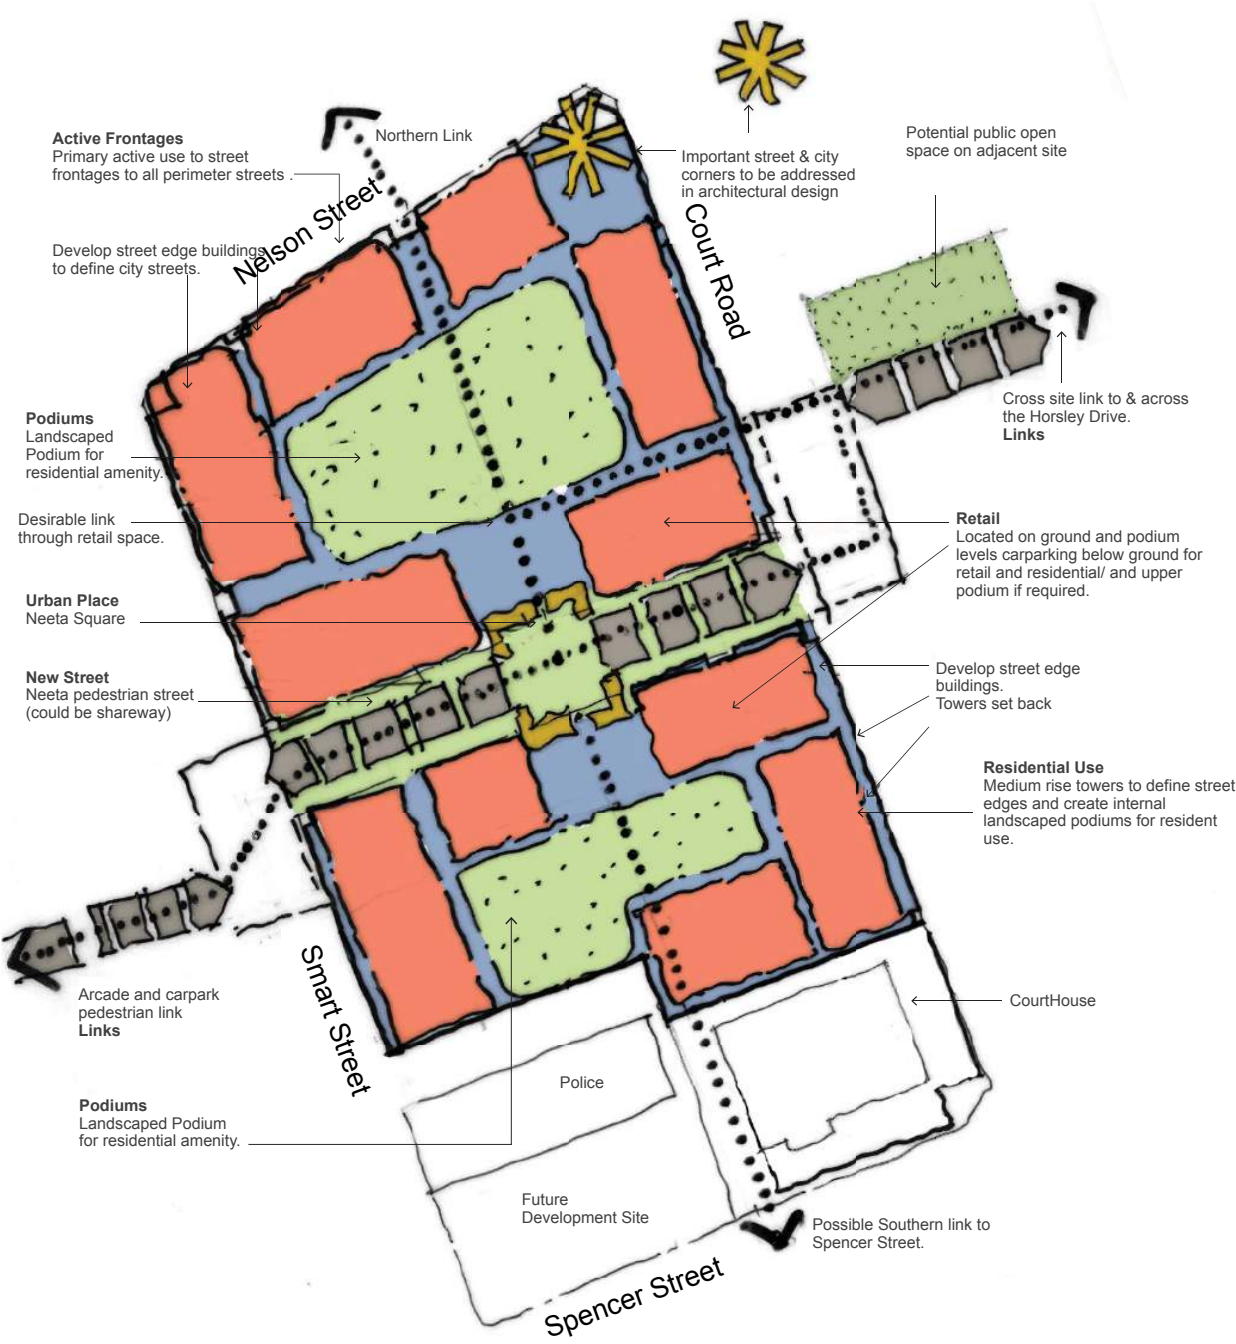 Northern Link
Active Frontages
Primary active use to street
frontages to all perimeter streets .
Important street & city
corners to be addressed
in architectural design
Potential public open
space on adjacent site
Nelson Street
Court Road
Develop street edge buildings
to define city streets.
Cross site link to & across
the Horsley Drive.
Links
Podiums
Landscaped
Podium for
residential amenity.
Desirable link
through retail space.
Retail
Located on ground and podium
levels carparking below ground for
retail and residential/ and upper
podium if required.
Urban Place
Neeta Square
New Street
Neeta pedestrian street
(could be shareway)
Develop street edge
buildings.
Towers set back
Residential Use
Medium rise towers to define street
edges and create internal
landscaped podiums for resident
use.
Smart Street
Arcade and carpark
pedestrian link
Links
CourtHouse
Police
Podiums
Landscaped Podium
for residential amenity.
Future
Development Site
Possible Southern link to
Spencer Street.
Spencer Street